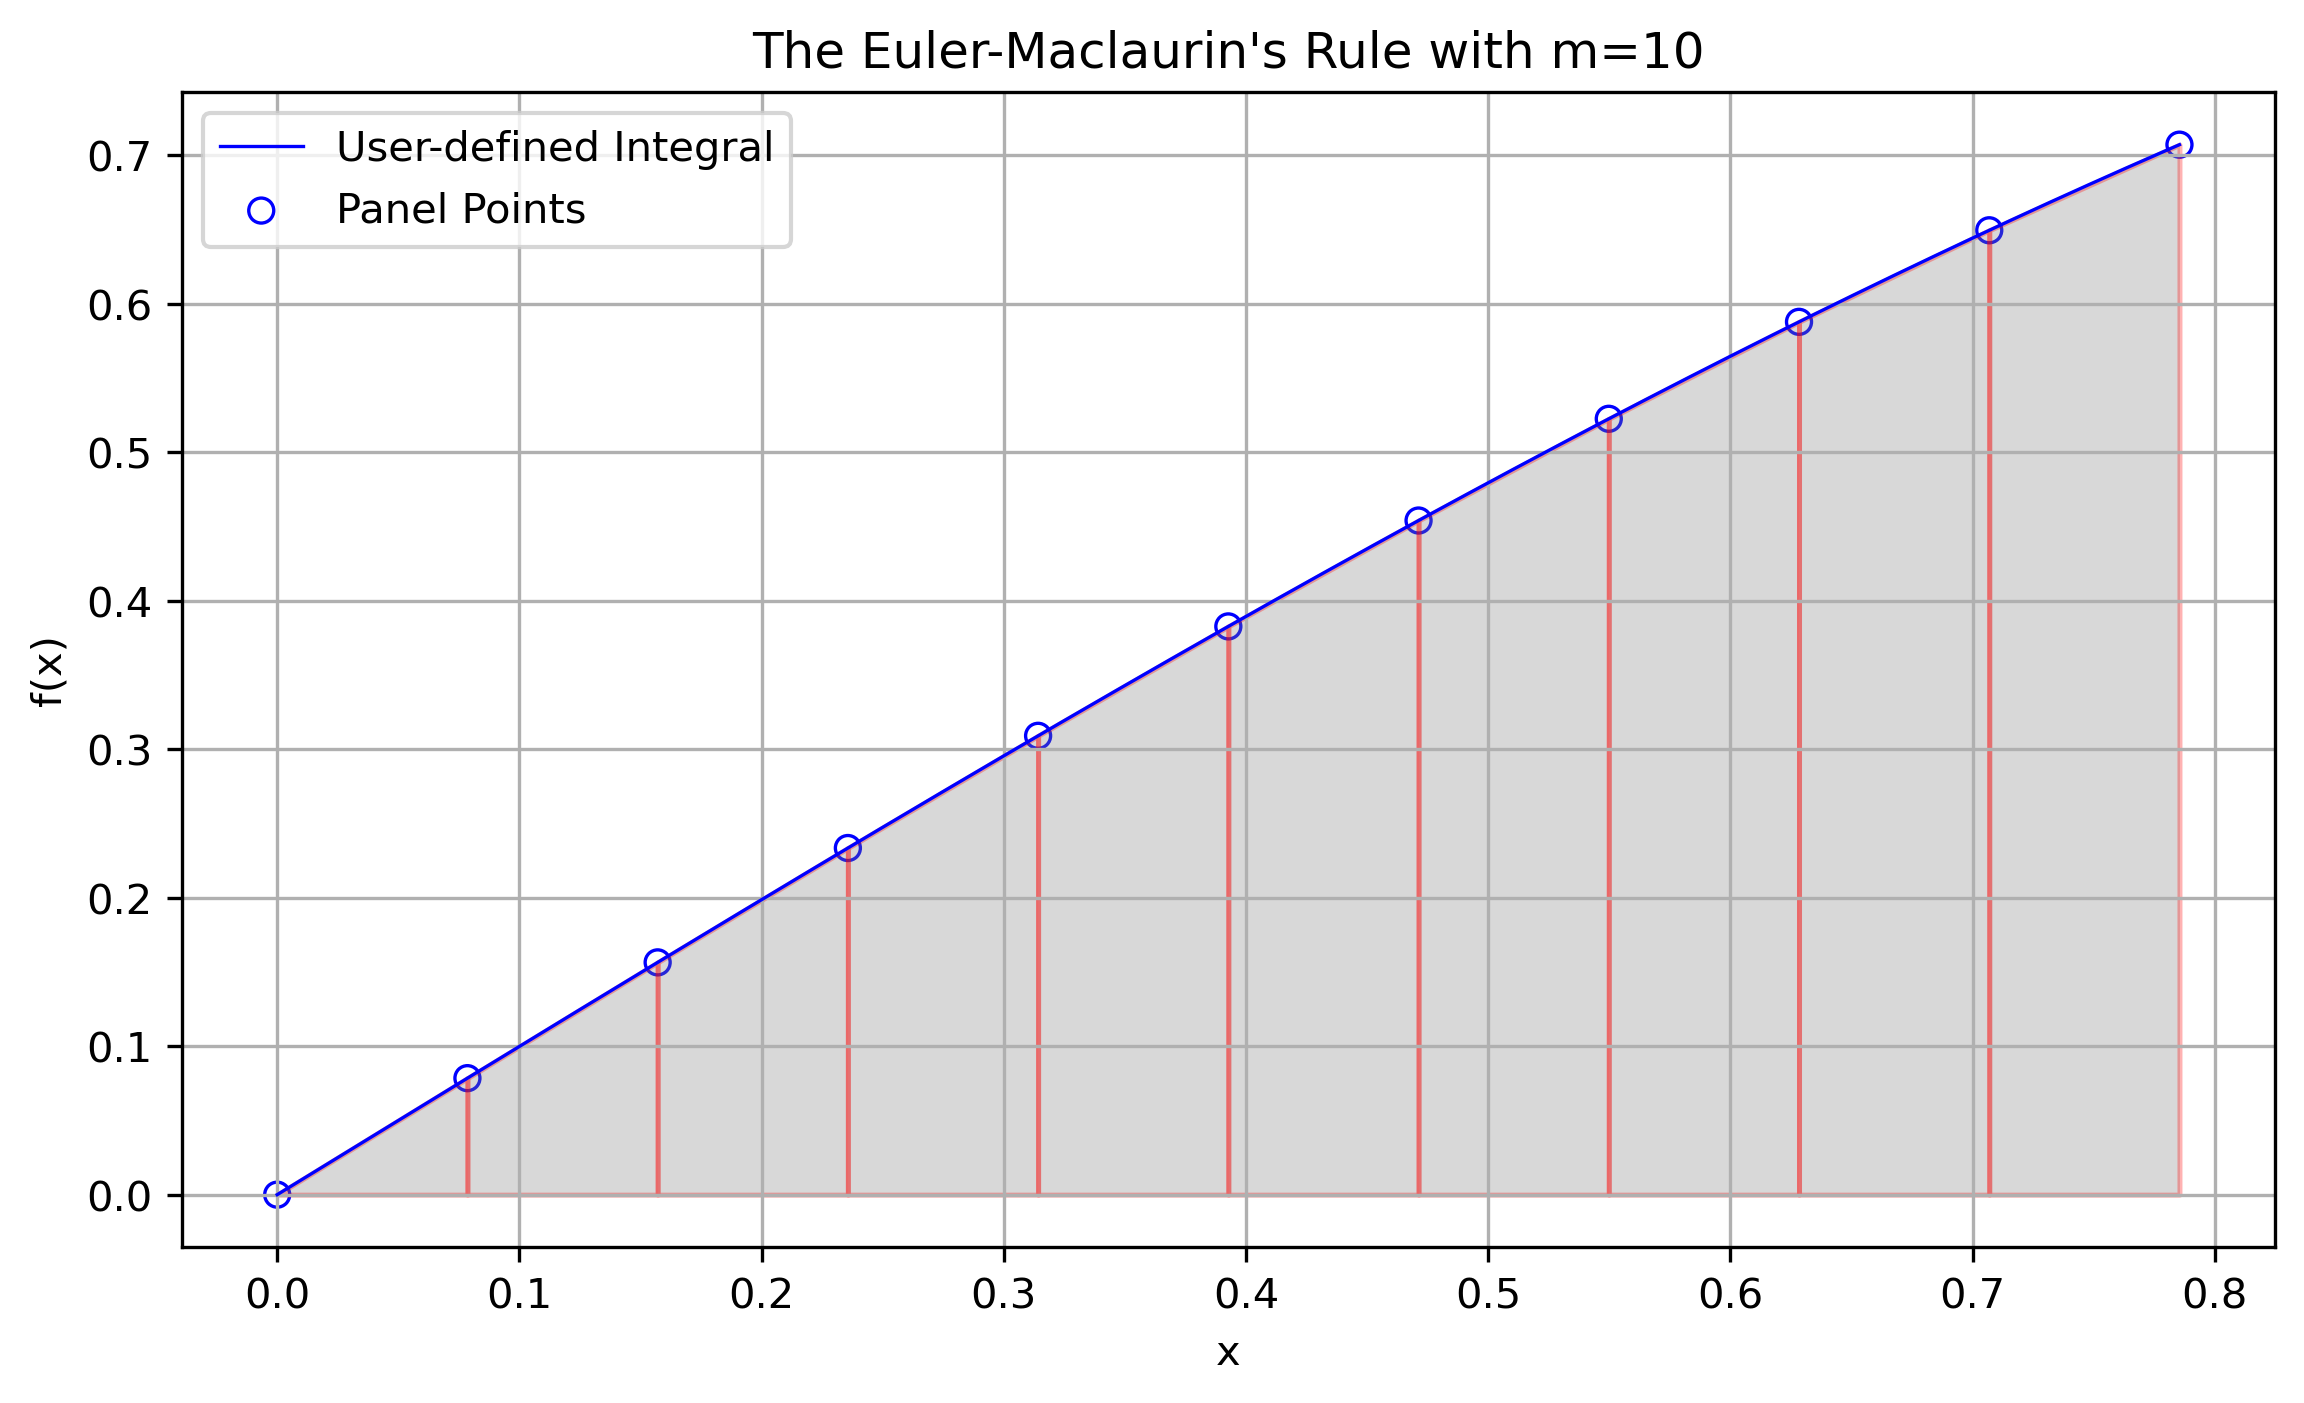 The Euler-Maclaurin's Rule with m=10
User-defined Integral
Panel Points
0.7
0.6
0.5
0.4
0.3
0.2
0.1
0.0
f(x)
0.0 0.1 0.2 0.3 0.4 0.5 0.6 0.7 0.8
x